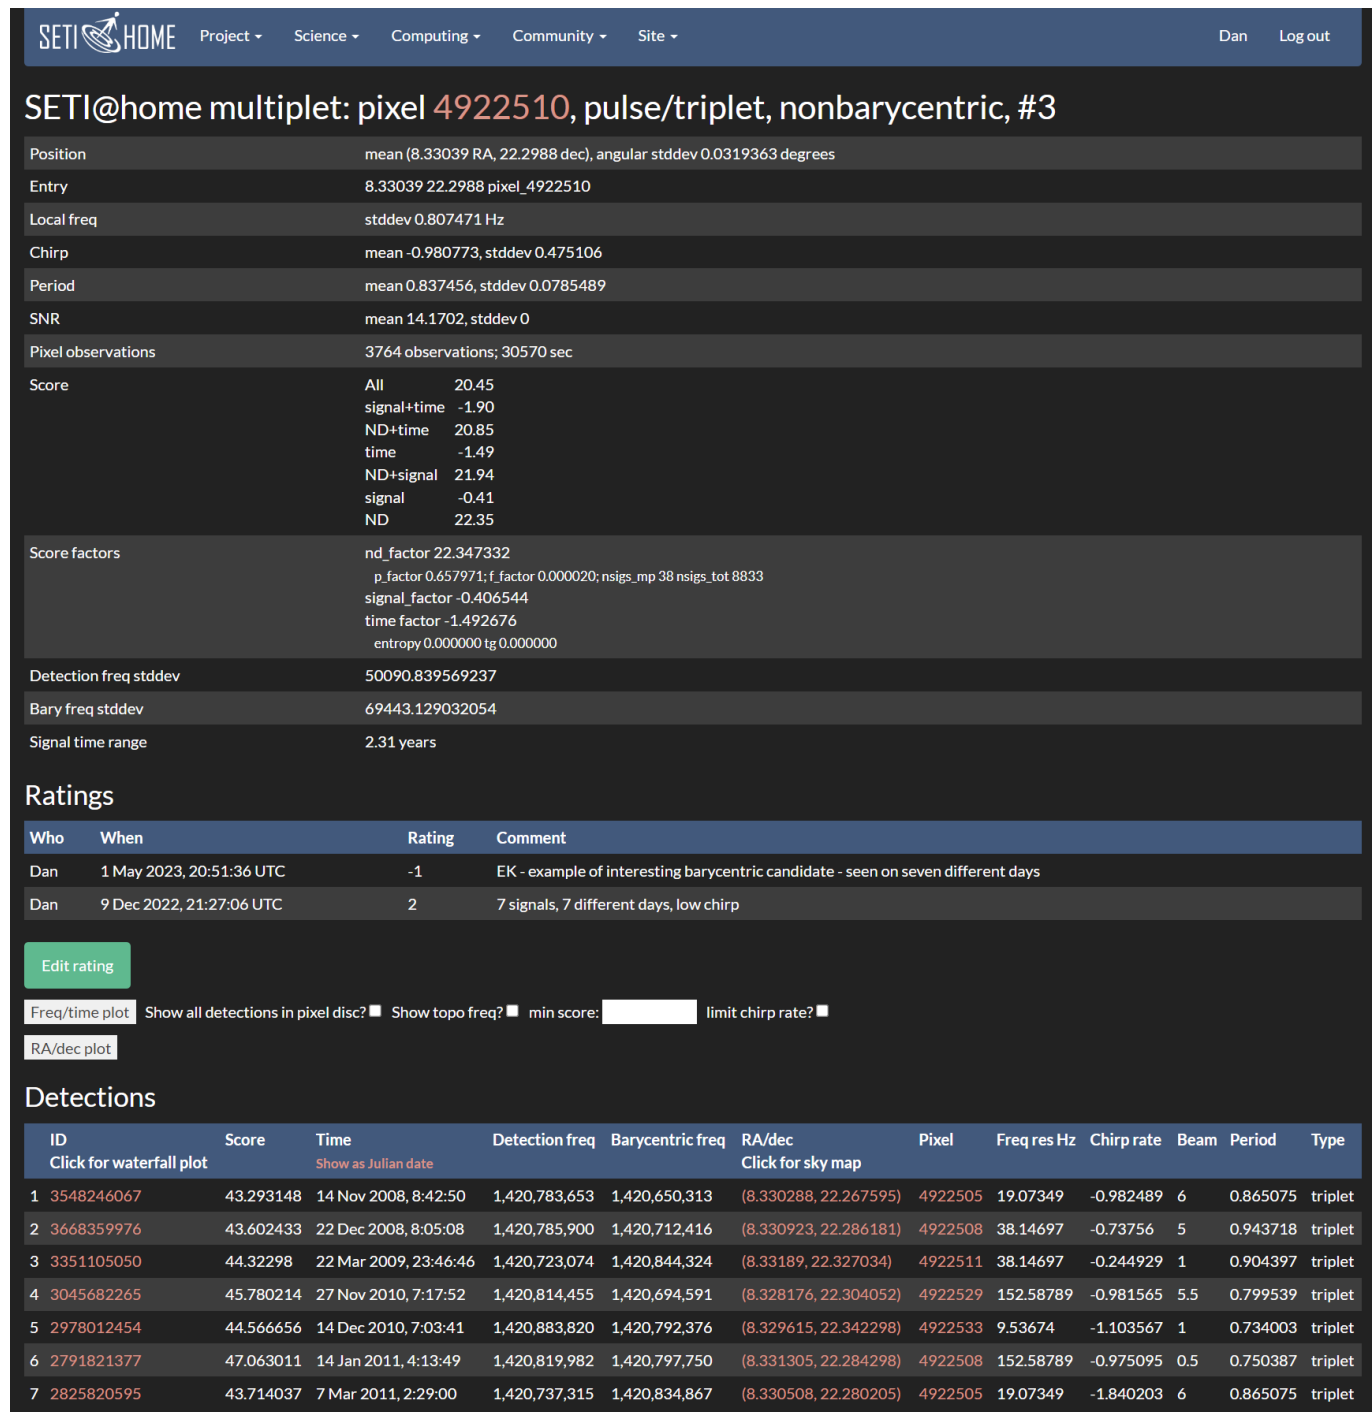 SETI HOME Project Science Computing Community Site Dan Log out
SETI@home multiplet: pixel 4922510, pulse/triplet, nonbarycentric, #3
Position mean (8.33039 RA, 22.2988 dec), angular stddev 0.0319363 degrees
Entry 8.33039 22.2988 pixel_4922510
Local freq stddev 0.807471 Hz
Chirp mean -0.980773, stddev 0.475106
Period mean 0.837456, stddev 0.0785489
SNR mean 14.1702, stddev 0
Pixel observations 3764 observations; 30570 sec
Score All 20.45
signal+time -1.90
ND+time 20.85
time -1.49
ND+signal 21.94
signal -0.41
ND 22.35
Score factors nd_factor 22.347332
p_factor 0.657971; f_factor 0.000020; nsigs_mp 38 nsigs_tot 8833
signal_factor -0.406544
time factor -1.492676
entropy 0.000000 tg 0.000000
Detection freq stddev 50090.839569237
Bary freq stddev 69443.129032054
Signal time range 2.31 years
Ratings
Who When Rating Comment
Dan 1 May 2023, 20:51:36 UTC -1 EK - example of interesting barycentric candidate - seen on seven different days
Dan 9 Dec 2022, 21:27:06 UTC 2 7 signals, 7 different days, low chirp
Edit rating
Freq/time plot Show all detections in pixel disc? Show topo freq? min score: limit chirp rate?
RA/dec plot
Detections
ID Score Time Detection freq Barycentric freq RA/dec Pixel Freq res Hz Chirp rate Beam Period Type
Click for waterfall plot Show as Julian date Click for sky map
1 3548246067 43.293148 14 Nov 2008, 8:42:50 1,420,783,653 1,420,650,313 (8.330288, 22.267595) 4922505 19.07349 -0.982489 6 0.865075 triplet
2 3668359976 43.602433 22 Dec 2008, 8:05:08 1,420,785,900 1,420,712,416 (8.330923, 22.286181) 4922508 38.14697 -0.73756 5 0.943718 triplet
3 3351105050 44.32298 22 Mar 2009, 23:46:46 1,420,723,074 1,420,844,324 (8.33189, 22.327034) 4922511 38.14697 -0.244929 1 0.904397 triplet
4 3045682265 45.780214 27 Nov 2010, 7:17:52 1,420,814,455 1,420,694,591 (8.328176, 22.304052) 4922529 152.58789 -0.981565 5.5 0.799539 triplet
5 2978012454 44.566656 14 Dec 2010, 7:03:41 1,420,883,820 1,420,792,376 (8.329615, 22.342298) 4922533 9.53674 -1.103567 1 0.734003 triplet
6 2791821377 47.063011 14 Jan 2011, 4:13:49 1,420,819,982 1,420,797,750 (8.331305, 22.284298) 4922508 152.58789 -0.975095 0.5 0.750387 triplet
7 2825820595 43.714037 7 Mar 2011, 2:29:00 1,420,737,315 1,420,834,867 (8.330508, 22.280205) 4922505 19.07349 -1.840203 6 0.865075 triplet